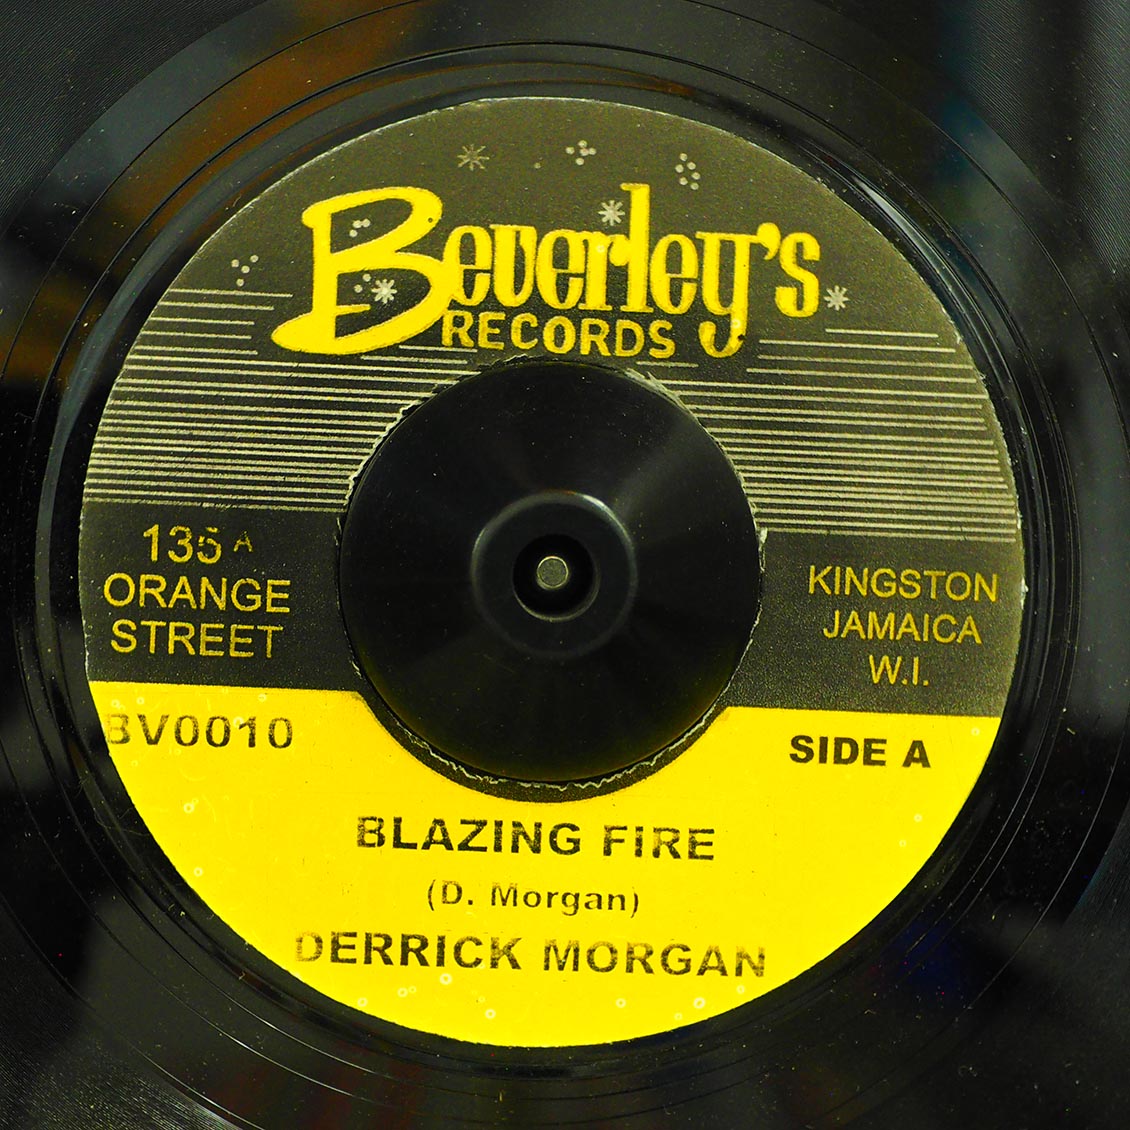 Beverley's
RECORDS
135 A
ORANGE
STREET
KINGSTON
JAMAICA
W.I.
BV0010
SIDE A
BLAZING FIRE
(D. Morgan)
DERRICK MORGAN